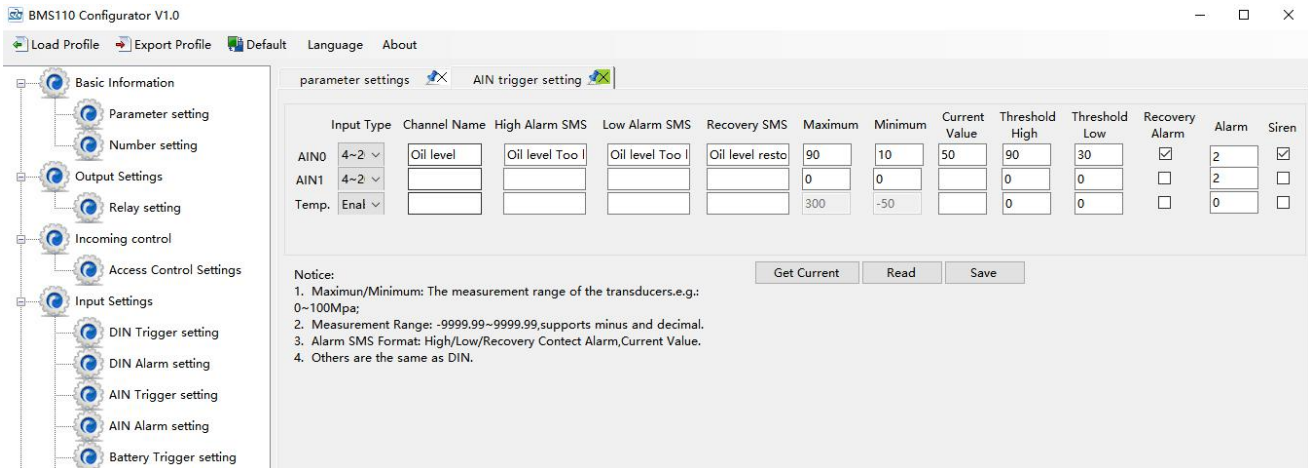 BMS110 Configurator V1.0
Load Profile Export Profile Default Language About
Basic Information
Parameter setting
Number setting
Output Settings
Relay setting
Incoming control
Access Control Settings
Input Settings
DIN Trigger setting
DIN Alarm setting
AIN Trigger setting
AIN Alarm setting
Battery Trigger setting
parameter settings AIN trigger setting
Input Type Channel Name High Alarm SMS Low Alarm SMS Recovery SMS Maximum Minimum Current Value Threshold High Threshold Low Recovery Alarm Alarm Siren
AIN0 4~2 Oil level Oil level Too l Oil level Too l Oil level resto 90 10 50 90 30 2
AIN1 4~2 0 0 0 0 2
Temp. Enal 300 -50 0 0 0
Get Current Read Save
Notice:
1. Maximun/Minimum: The measurement range of the transducers.e.g.:
0~100Mpa;
2. Measurement Range: -9999.99~9999.99,supports minus and decimal.
3. Alarm SMS Format: High/Low/Recovery Contect Alarm,Current Value.
4. Others are the same as DIN.